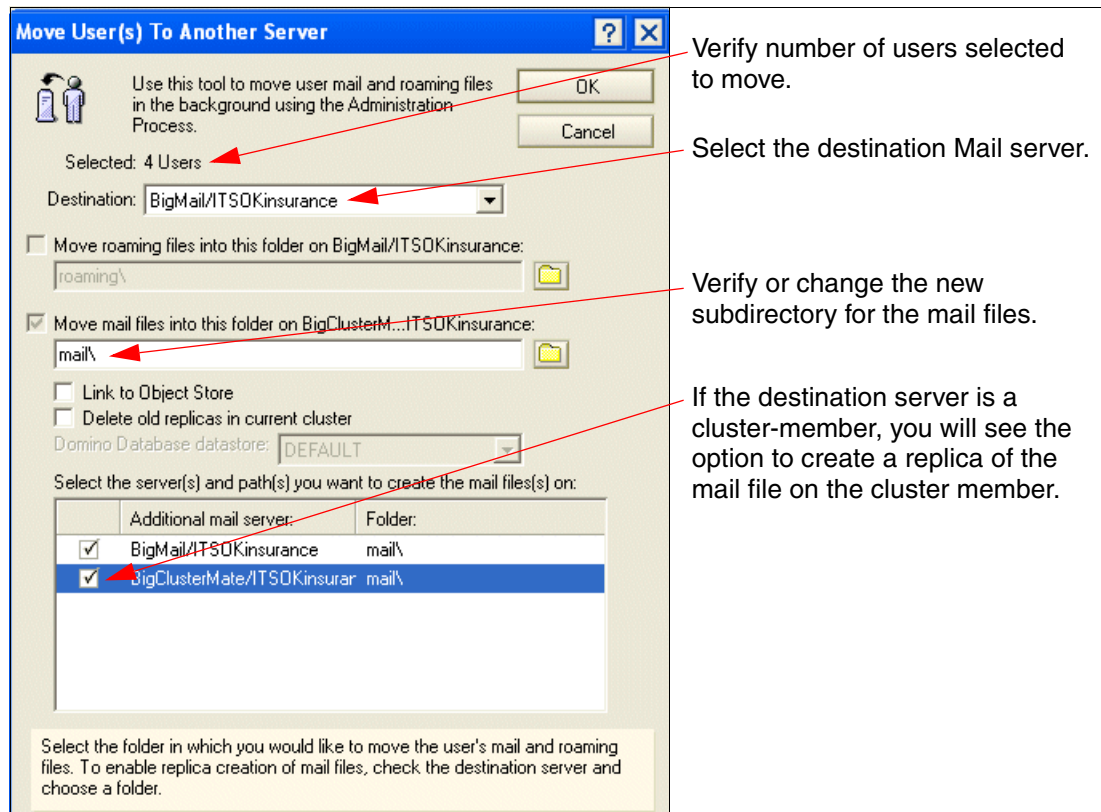 Move User(s) To Another Server
Use this tool to move user mail and roaming files
in the background using the Administration
Process.
OK
Cancel
Selected: 4 Users
Destination: BigMail/ITSOKinsurance
Move roaming files into this folder on BigMail/ITSOKinsurance:
roaming\
Move mail files into this folder on BigClusterM...ITSOKinsurance:
mail\
Link to Object Store
Delete old replicas in current cluster
Domino Database datastore: DEFAULT
Select the server(s) and path(s) you want to create the mail files(s) on:
Additional mail server: Folder:
BigMail/ITSOKinsurance mail\
BigClusterMate/ITSOKinsurar mail\
Select the folder in which you would like to move the user's mail and roaming
files. To enable replica creation of mail files, check the destination server and
choose a folder.
Verify number of users selected
to move.
Select the destination Mail server.
Verify or change the new
subdirectory for the mail files.
If the destination server is a
cluster-member, you will see the
option to create a replica of the
mail file on the cluster member.